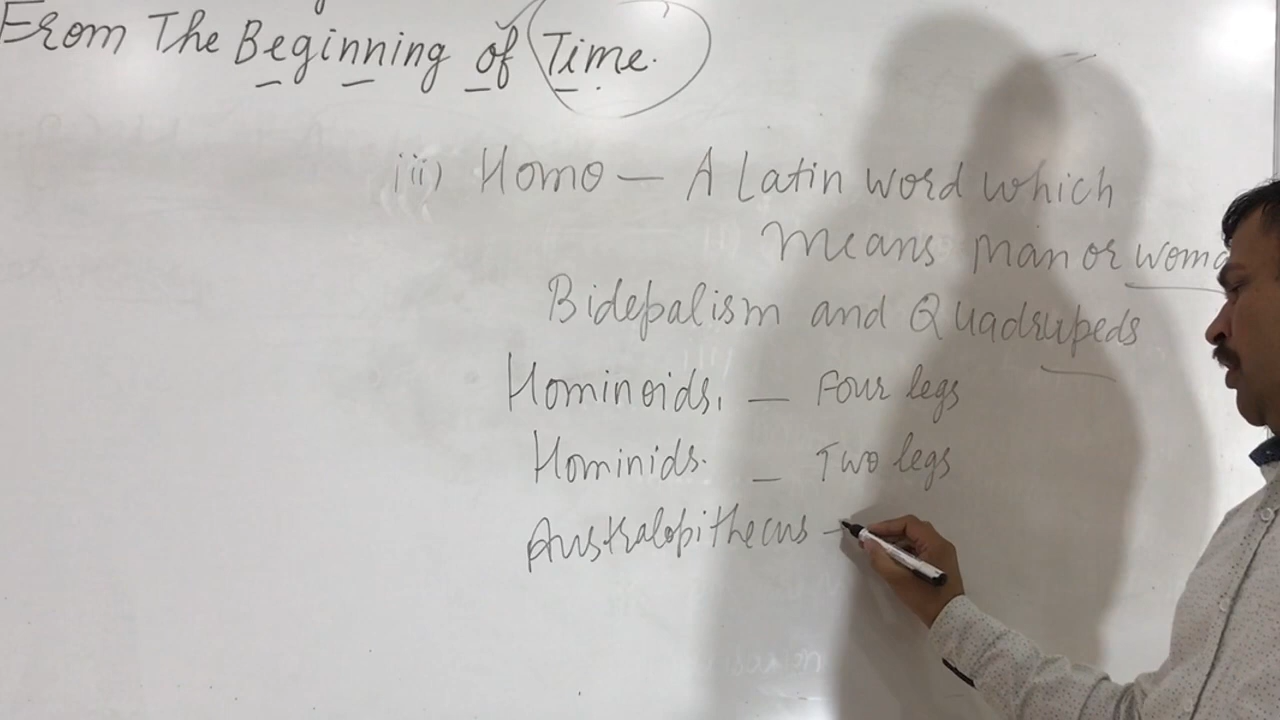 From The Beginning of Time.
iii) Homo — A Latin word which
means man or woma
Bidepalism and Quadrupeds
Hominoids. — Four legs
Hominids. — Two legs
Australopithecus —